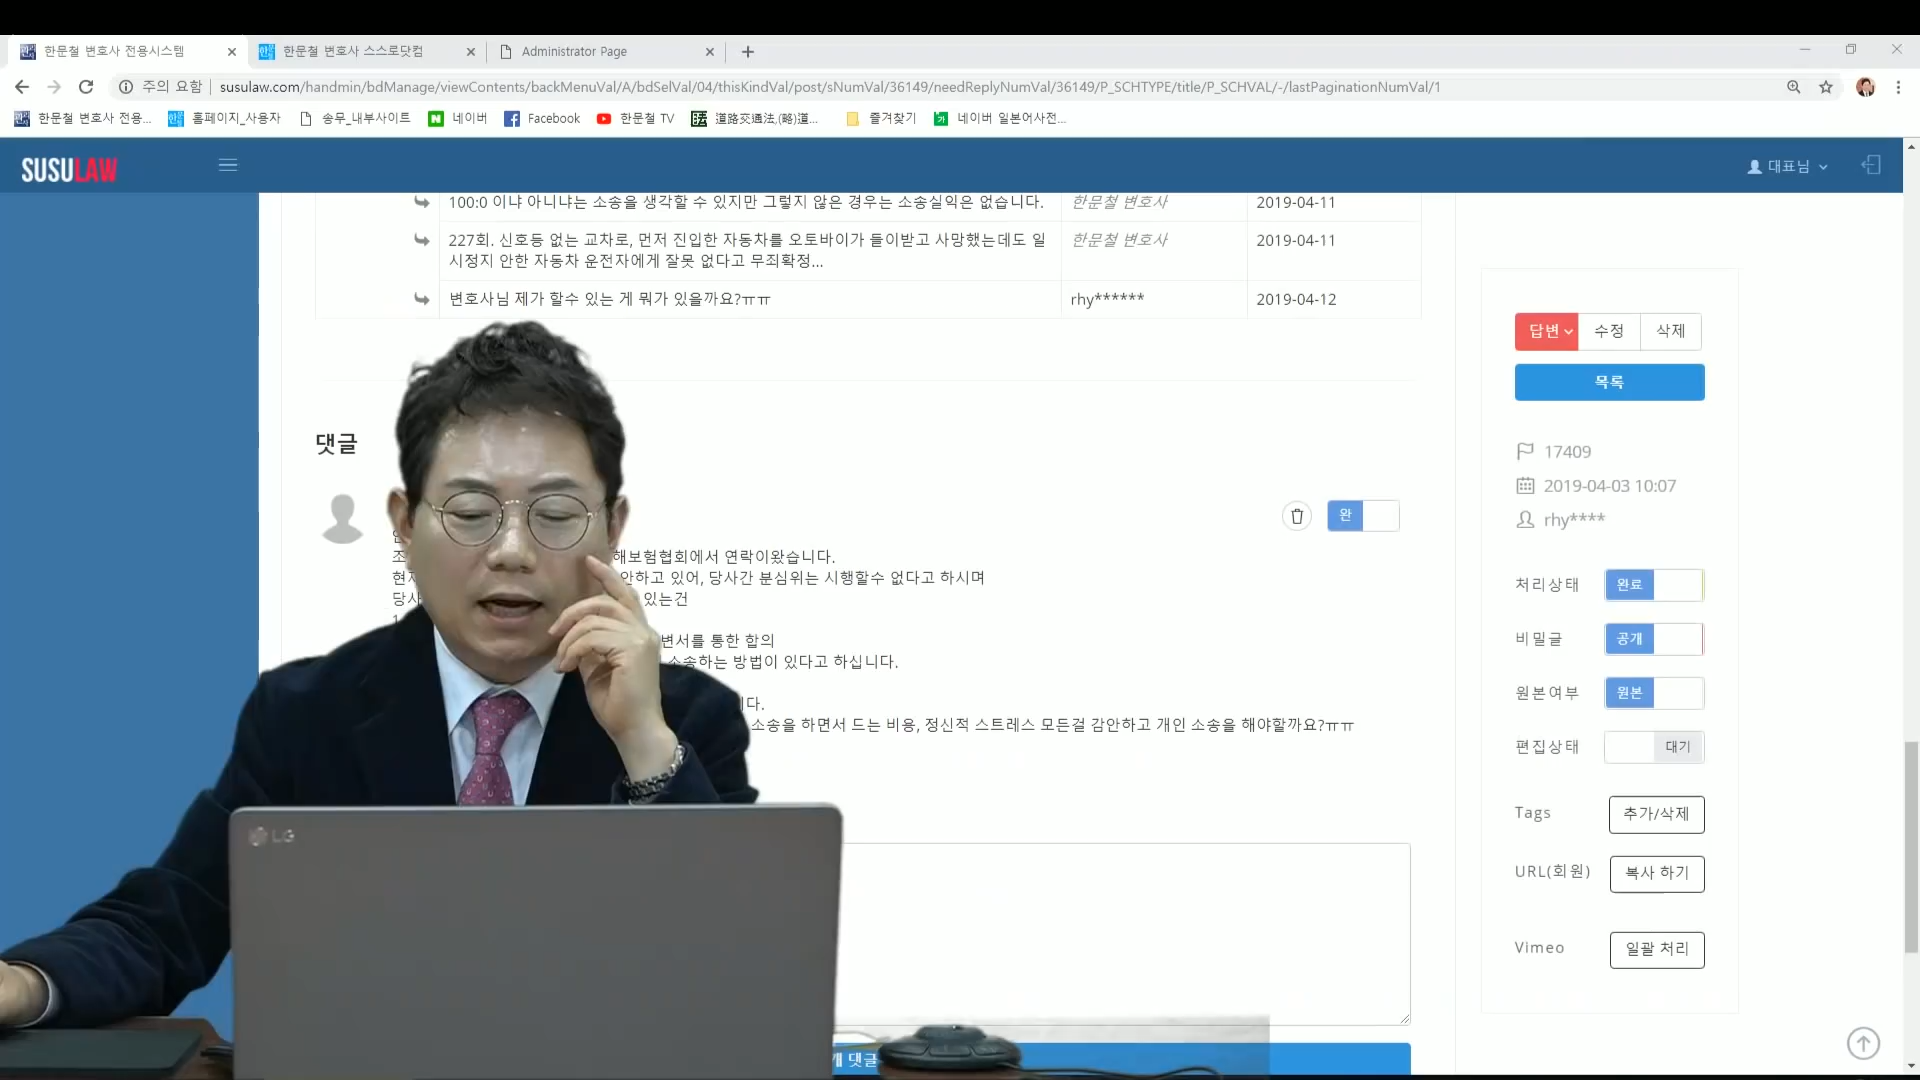 한문철 변호사 전용시스템
한문철 변호사 스스로닷컴
Administrator Page
주의 요함
susulaw.com/handmin/bdManage/viewContents/backMenuVal/A/bdSelVal/04/thisKindVal/post/sNumVal/36149/needReplyNumVal/36149/P_SCHTYPE/title/P_SCHVAL/-/lastPaginationNumVal/1
한문철 변호사 전용...
홈페이지_사용자
송무_내부사이트
네이버
Facebook
한문철 TV
道路交通法,(略)道...
즐겨찾기
네이버 일본어사전...
SUSULAW
대표님
100:0 이냐 아니냐는 소송을 생각할 수 있지만 그렇지 않은 경우는 소송실익은 없습니다.
한문철 변호사
2019-04-11
227회. 신호등 없는 교차로, 먼저 진입한 자동차를 오토바이가 들이받고 사망했는데도 일
시정지 안한 자동차 운전자에게 잘못 없다고 무죄확정...
한문철 변호사
2019-04-11
변호사님 제가 할수 있는 게 뭐가 있을까요?ㅠㅠ
rhy******
2019-04-12
답변
수정
삭제
목록
댓글
17409
2019-04-03 10:07
rhy****
완
조
해보험협회에서 연락이왔습니다.
안하고 있어, 당사간 분심위는 시행할수 없다고 하시며
당사
있는건
변서를 통한 합의
소송하는 방법이 있다고 하십니다.
다.
소송을 하면서 드는 비용, 정신적 스트레스 모든걸 감안하고 개인 소송을 해야할까요?ㅠㅠ
처리상태
완료
비밀글
공개
원본여부
원본
편집상태
대기
Tags
추가/삭제
URL(회원)
복사 하기
Vimeo
일괄 처리
LG
댓글